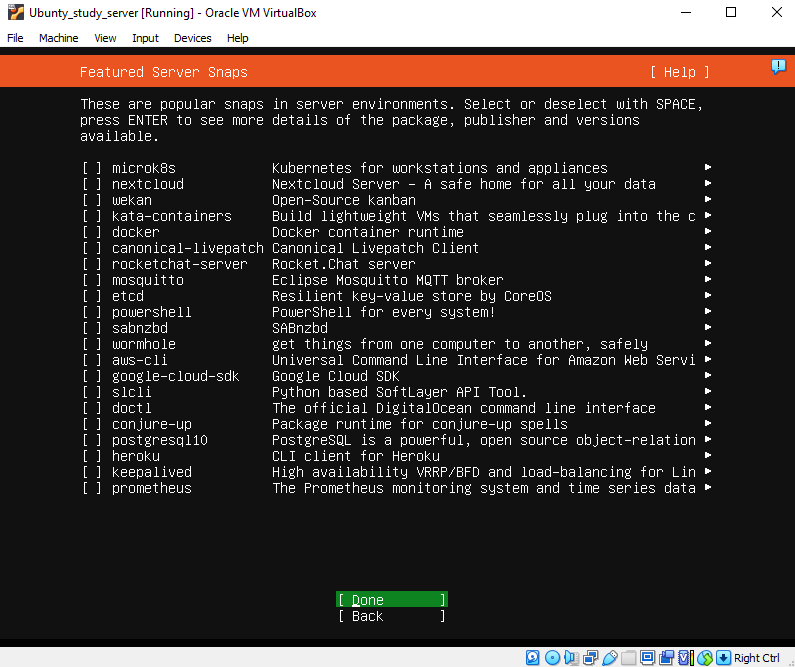 Ubunty_study_server [Running] - Oracle VM VirtualBox
File Machine View Input Devices Help
Featured Server Snaps [ Help ]
These are popular snaps in server environments. Select or deselect with SPACE,
press ENTER to see more details of the package, publisher and versions
available.
[ ] microk8s Kubernetes for workstations and appliances ▸
[ ] nextcloud Nextcloud Server - A safe home for all your data ▸
[ ] wekan Open-Source kanban ▸
[ ] kata-containers Build lightweight VMs that seamlessly plug into the c ▸
[ ] docker Docker container runtime ▸
[ ] canonical-livepatch Canonical Livepatch Client ▸
[ ] rocketchat-server Rocket.Chat server ▸
[ ] mosquitto Eclipse Mosquitto MQTT broker ▸
[ ] etcd Resilient key-value store by CoreOS ▸
[ ] powershell PowerShell for every system! ▸
[ ] sabnzbd SABnzbd ▸
[ ] wormhole get things from one computer to another, safely ▸
[ ] aws-cli Universal Command Line Interface for Amazon Web Servi ▸
[ ] google-cloud-sdk Google Cloud SDK ▸
[ ] slcli Python based SoftLayer API Tool. ▸
[ ] doctl The official DigitalOcean command line interface ▸
[ ] conjure-up Package runtime for conjure-up spells ▸
[ ] postgresql10 PostgreSQL is a powerful, open source object-relation ▸
[ ] heroku CLI client for Heroku ▸
[ ] keepalived High availability VRRP/BFD and load-balancing for Lin ▸
[ ] prometheus The Prometheus monitoring system and time series data ▸
[ Done ]
[ Back ]
Right Ctrl